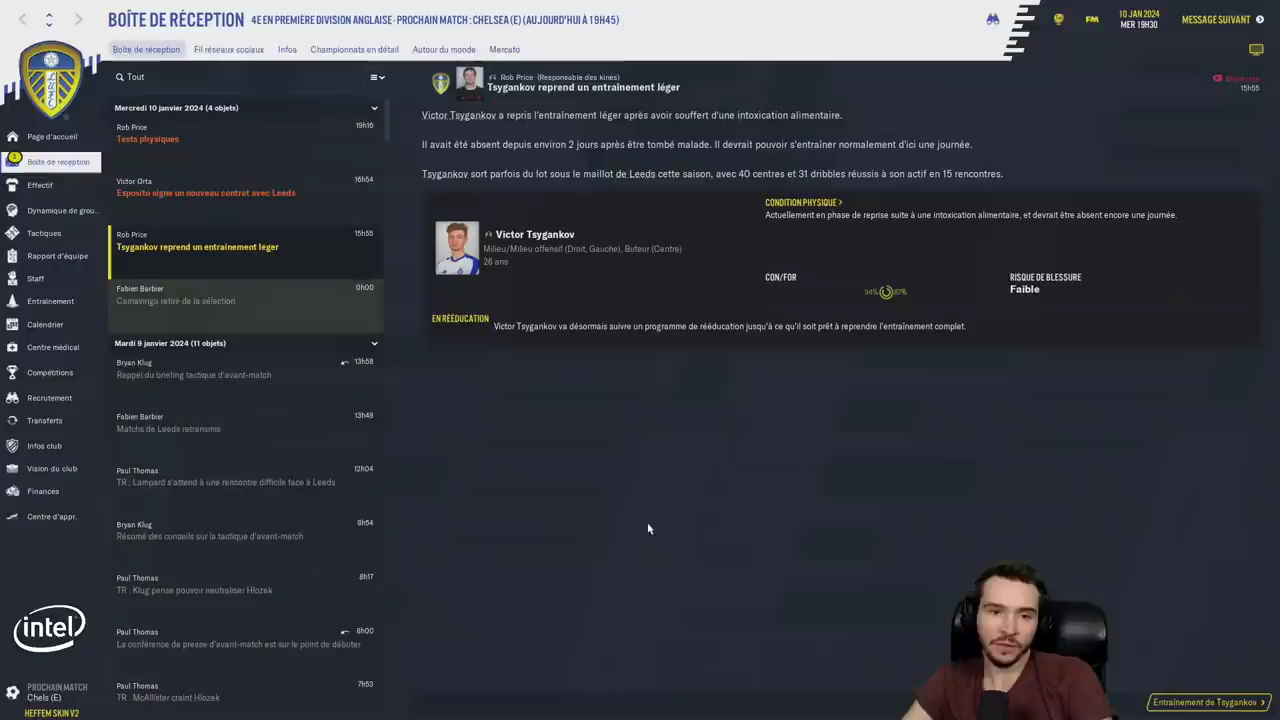 BOÎTE DE RÉCEPTION
4E EN PREMIÈRE DIVISION ANGLAISE - PROCHAIN MATCH : CHELSEA (E) (AUJOURD'HUI À 19H45)
FM
10 JAN 2024
MER 19H30
MESSAGE SUIVANT
Boîte de réception
Fil réseaux sociaux
Infos
Championnats en détail
Autour du monde
Mercato
Page d'accueil
Boîte de réception
Effectif
Dynamique de grou...
Tactiques
Rapport d'équipe
Staff
Entraînement
Calendrier
Centre médical
Compétitions
Recrutement
Transferts
Infos club
Vision du club
Finances
Centre d'appr.
intel
PROCHAIN MATCH
Chels (E)
HEFFEM SKIN V2
Tout
Mercredi 10 janvier 2024 (4 objets)
Rob Price
19h16
Tests physiques
Victor Orta
16h54
Esposito signe un nouveau contrat avec Leeds
Rob Price
15h55
Tsygankov reprend un entraînement léger
Fabien Barbier
0h00
Camavinga retiré de la sélection
Mardi 9 janvier 2024 (11 objets)
Bryan Klug
13h58
Rappel du briefing tactique d'avant-match
Fabien Barbier
13h49
Matchs de Leeds retransmis
Paul Thomas
12h04
TR : Lampard s'attend à une rencontre difficile face à Leeds
Bryan Klug
8h54
Résumé des conseils sur la tactique d'avant-match
Paul Thomas
8h17
TR : Klug pense pouvoir neutraliser Hlozek
Paul Thomas
8h00
La conférence de presse d'avant-match est sur le point de débuter
Paul Thomas
7h53
TR : McAllister craint Hlozek
Rob Price (Responsable des kinés)
Tsygankov reprend un entraînement léger
Blessures
15h55
Victor Tsygankov a repris l'entraînement léger après avoir souffert d'une intoxication alimentaire.
Il avait été absent depuis environ 2 jours après être tombé malade. Il devrait pouvoir s'entraîner normalement d'ici une journée.
Tsygankov sort parfois du lot sous le maillot de Leeds cette saison, avec 40 centres et 31 dribbles réussis à son actif en 15 rencontres.
CONDITION PHYSIQUE >
Actuellement en phase de reprise suite à une intoxication alimentaire, et devrait être absent encore une journée.
Victor Tsygankov
Milieu/Milieu offensif (Droit, Gauche), Buteur (Centre)
26 ans
CON/FOR
94% 87%
RISQUE DE BLESSURE
Faible
EN RÉÉDUCATION
Victor Tsygankov va désormais suivre un programme de rééducation jusqu'à ce qu'il soit prêt à reprendre l'entraînement complet.
Entraînement de Tsygankov >